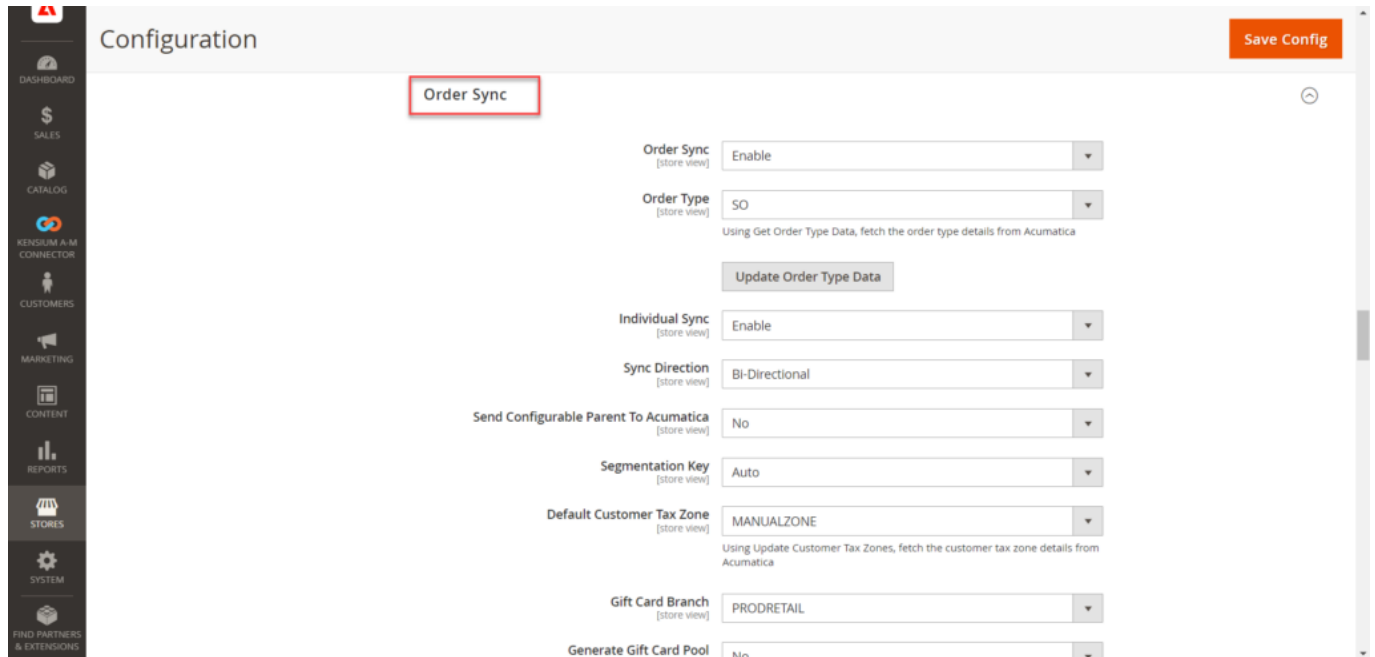 Configuration
Save Config
DASHBOARD
$
SALES
CATALOG
KENSIUM A-M
CONNECTOR
CUSTOMERS
MARKETING
CONTENT
REPORTS
STORES
SYSTEM
FIND PARTNERS
& EXTENSIONS
Order Sync
Order Sync
[store view]
Enable
Order Type
[store view]
SO
Using Get Order Type Data, fetch the order type details from Acumatica
Update Order Type Data
Individual Sync
[store view]
Enable
Sync Direction
[store view]
Bi-Directional
Send Configurable Parent To Acumatica
[store view]
No
Segmentation Key
[store view]
Auto
Default Customer Tax Zone
[store view]
MANUALZONE
Using Update Customer Tax Zones, fetch the customer tax zone details from
Acumatica
Gift Card Branch
[store view]
PRODRETAIL
Generate Gift Card Pool
No